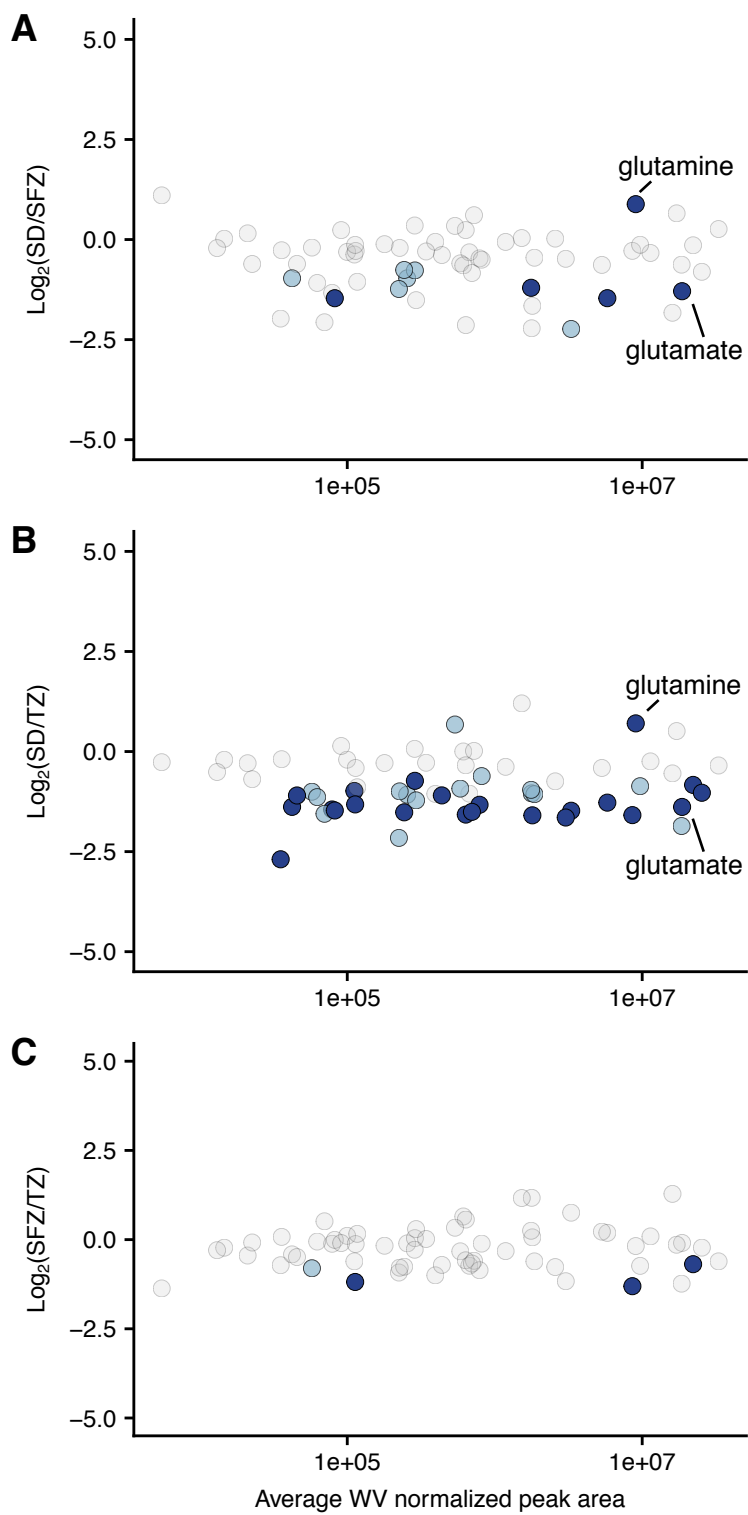 A
5.0
2.5
0.0
−2.5
−5.0
Log₂(SD/SFZ)
glutamine
glutamate
1e+05
1e+07
B
5.0
2.5
0.0
−2.5
−5.0
Log₂(SD/TZ)
glutamine
glutamate
1e+05
1e+07
C
5.0
2.5
0.0
−2.5
−5.0
Log₂(SFZ/TZ)
1e+05
1e+07
Average WV normalized peak area